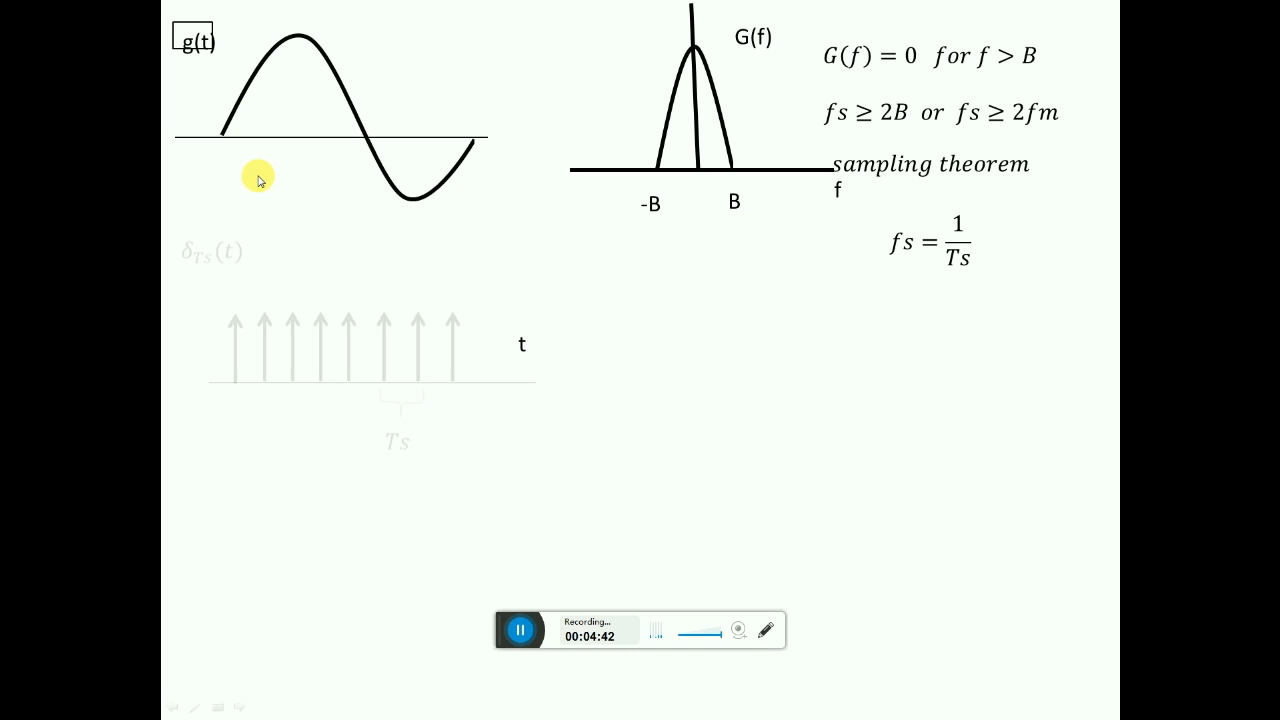 g(t)
G(f)
G(f) = 0 for f > B
fs ≥ 2B or fs ≥ 2fm
sampling theorem
f
-B
B
fs = 1/Ts
δTs(t)
t
Ts
Recording...
00:04:42